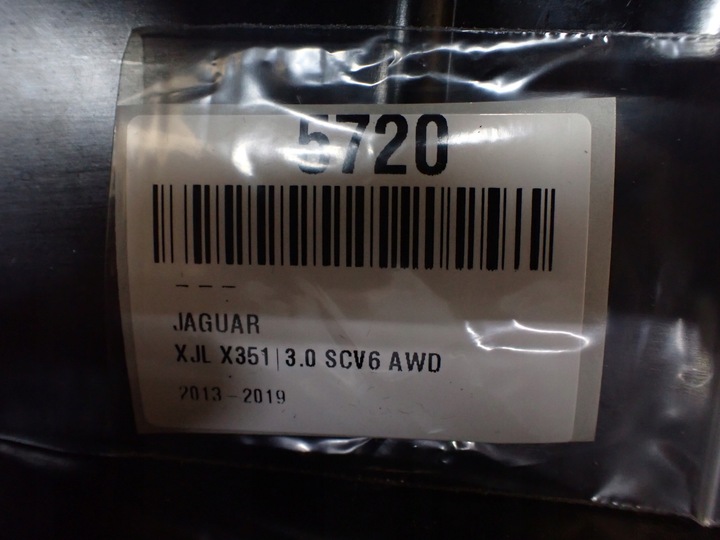 5720
– – –
JAGUAR
XJL X351 | 3.0 SCV6 AWD
2013 - 2019